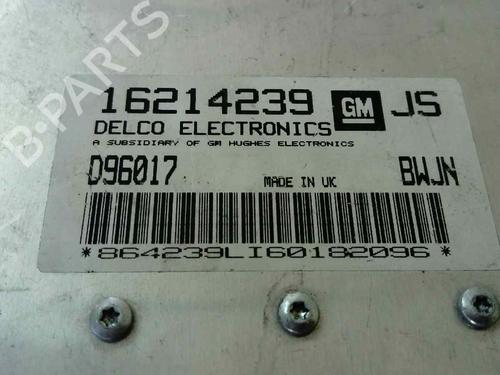 B-PARTS
16214239 GM JS
DELCO ELECTRONICS
A SUBSIDIARY OF GM HUGHES ELECTRONICS
D96017 MADE IN UK BWJN
*864239LI60182096*